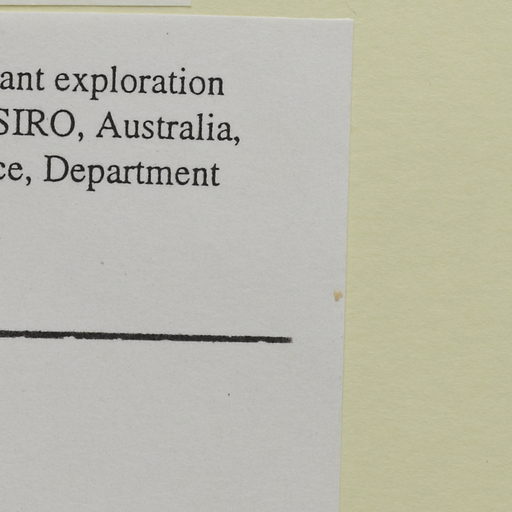 ant exploration
SIRO, Australia,
ce, Department